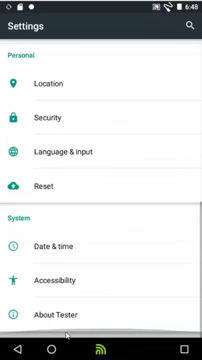 6:48
Settings
Personal
Location
Security
Language & input
Reset
System
Date & time
Accessibility
About Tester